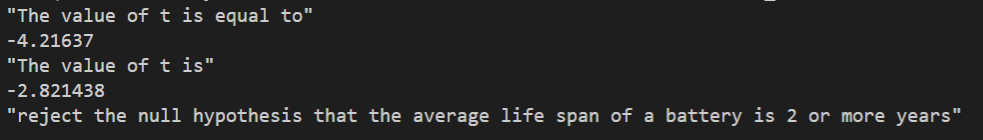 "The value of t is equal to"
-4.21637
"The value of t is"
-2.821438
"reject the null hypothesis that the average life span of a battery is 2 or more years"